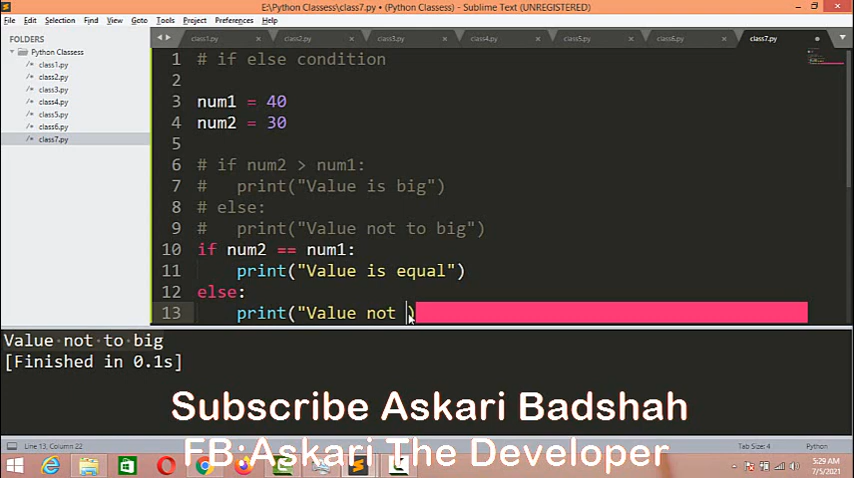 E:\Python Classess\class7.py • (Python Classess) - Sublime Text (UNREGISTERED)
File Edit Selection Find View Goto Tools Project Preferences Help
FOLDERS
Python Classess
class1.py
class2.py
class3.py
class4.py
class5.py
class6.py
class7.py
class1.py class2.py class3.py class4.py class5.py class6.py class7.py
1 # if else condition
2
3 num1 = 40
4 num2 = 30
5
6 # if num2 > num1:
7 #   print("Value is big")
8 # else:
9 #   print("Value not to big")
10 if num2 == num1:
11     print("Value is equal")
12 else:
13     print("Value not )
Value not to big
[Finished in 0.1s]
Subscribe Askari Badshah
FB:Askari The Developer
Line 13, Column 22 Tab Size: 4 Python
5:29 AM
7/5/2021